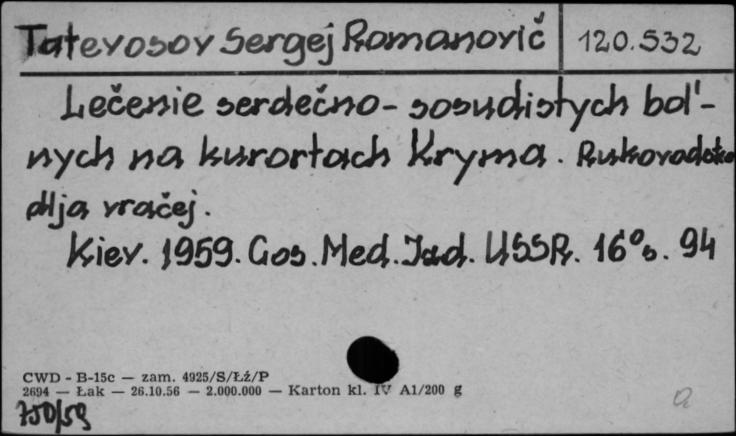 Tatevosov Sergej Romanovič 120.532
Lečenie serdečno-sosudistych bol'-
nych na kurortach Kryma. Rukovodstvo
dlja vračej.
Kiev. 1959. Gos. Med. Izd. USSR. 16° s. 94
CWD - B-15c — zam. 4925/S/Łź/P
2694 — Łak — 26.10.56 — 2.000.000 — Karton kl. IV A1/200 g
750/59
a